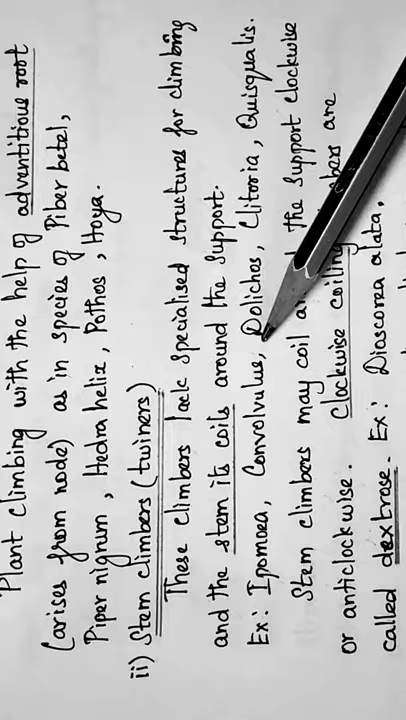 Plant climbing with the help of adventitious root
(arises from node) as in species of Piber betel,
Piper nignum, Hedra helix, Pothos, Hoya.
ii) Stem climbers (twiners)
These climbers lack specialised structures for climbing
and the stem its coils around the support.
Ex: Ipomoea, Convolvulus, Dolichos, Clitoria, Quisqualis.
Stem climbers may coil the support clockwise
or anticlockwise. Clockwise coiling are
called dextrose. Ex: Dioscorea alata,